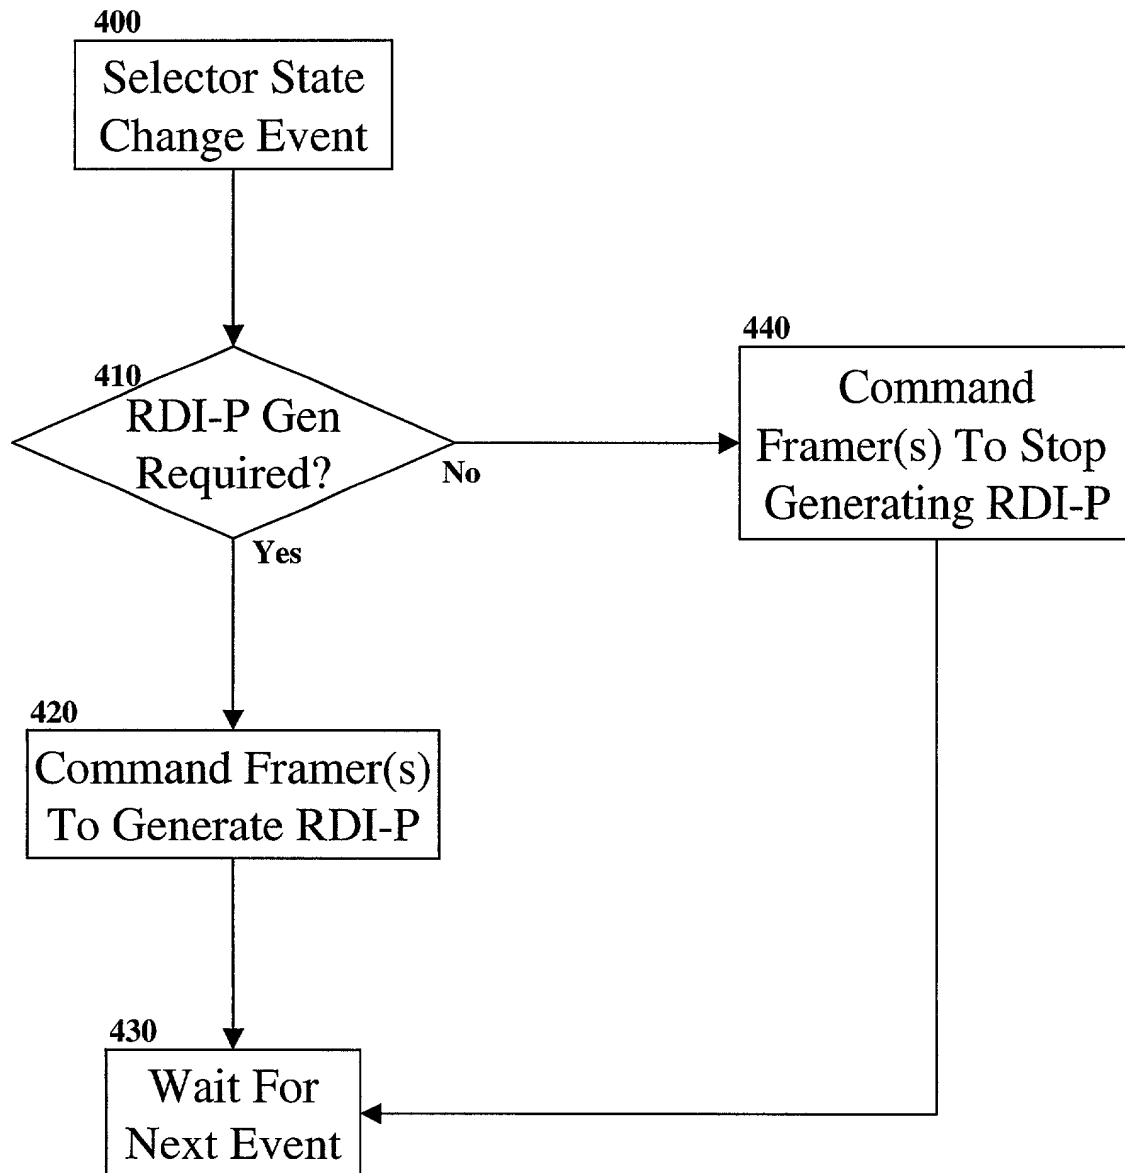 400
Selector State
Change Event
410
RDI-P Gen
Required?
No
Yes
440
Command
Framer(s) To Stop
Generating RDI-P
420
Command Framer(s)
To Generate RDI-P
430
Wait For
Next Event